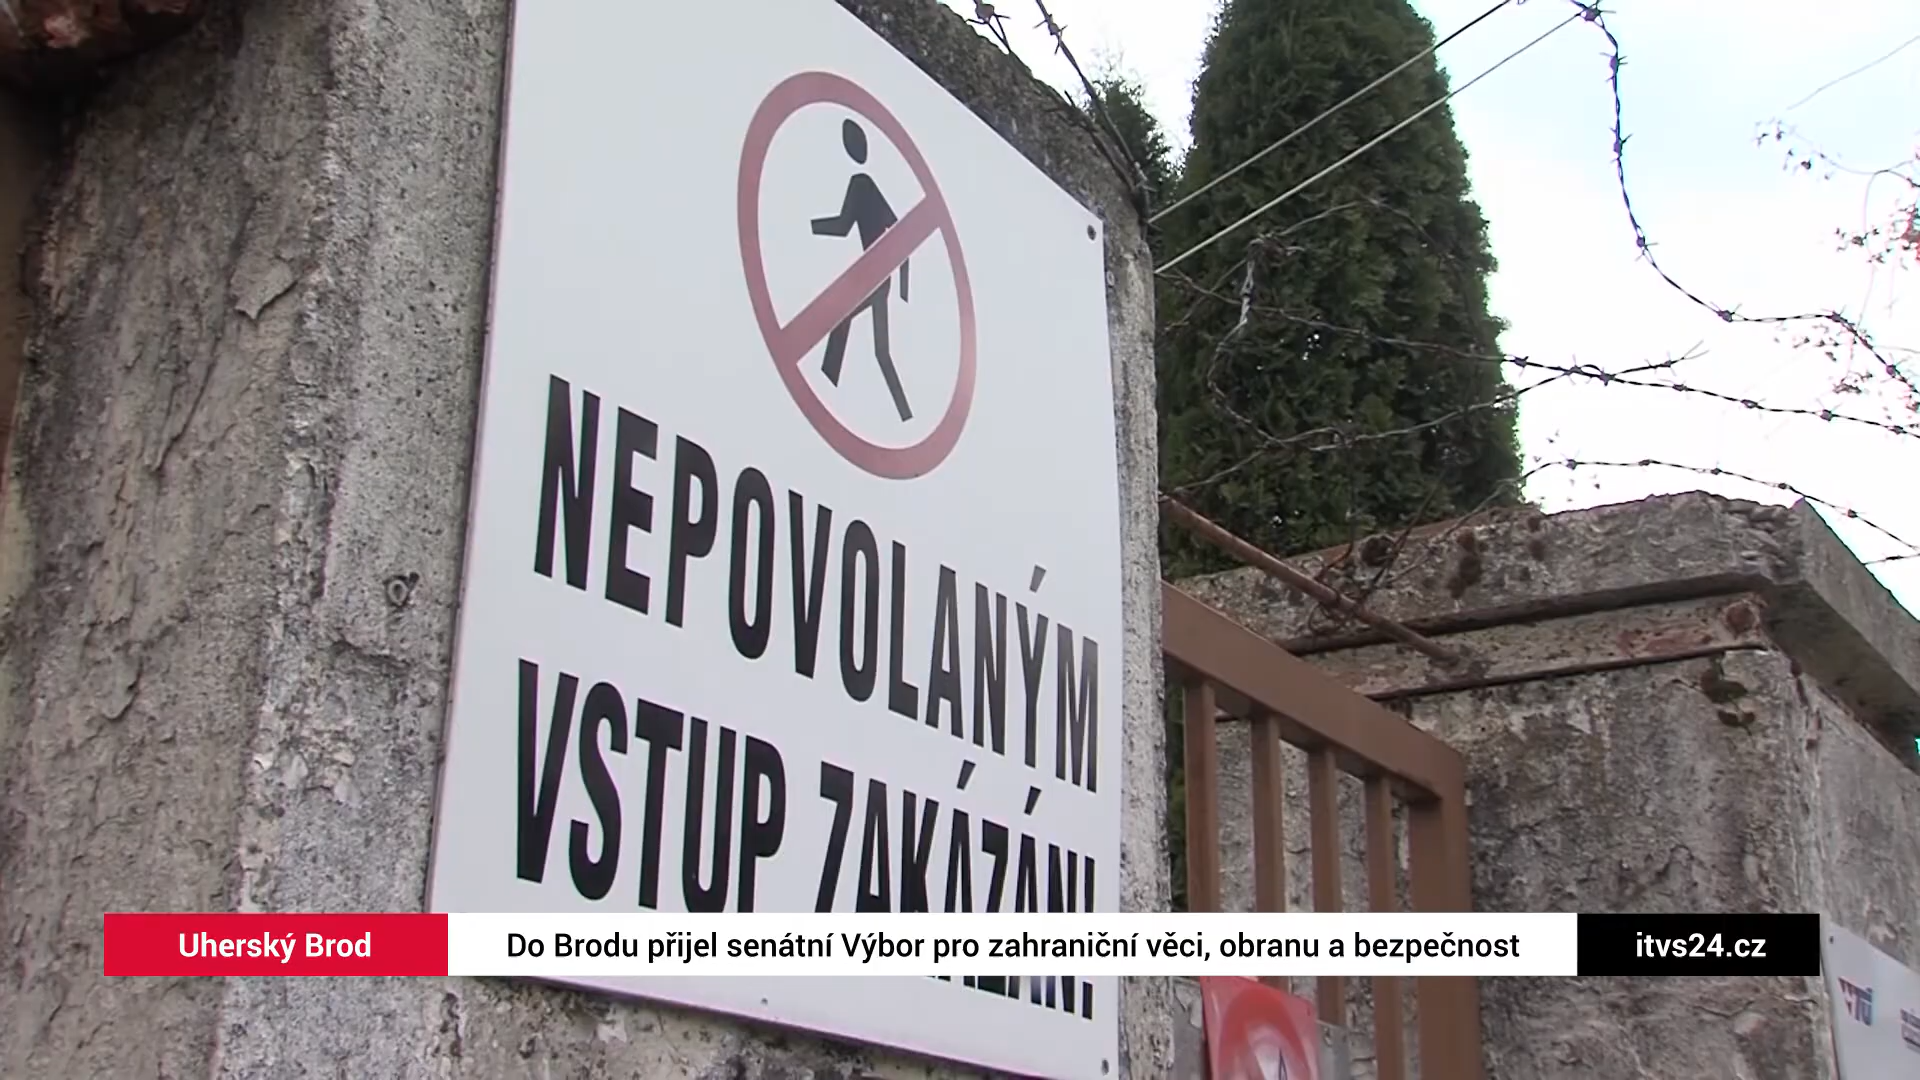 NEPOVOLANÝM
VSTUP ZAKÁZÁN!
Uherský Brod
Do Brodu přijel senátní Výbor pro zahraniční věci, obranu a bezpečnost
itvs24.cz